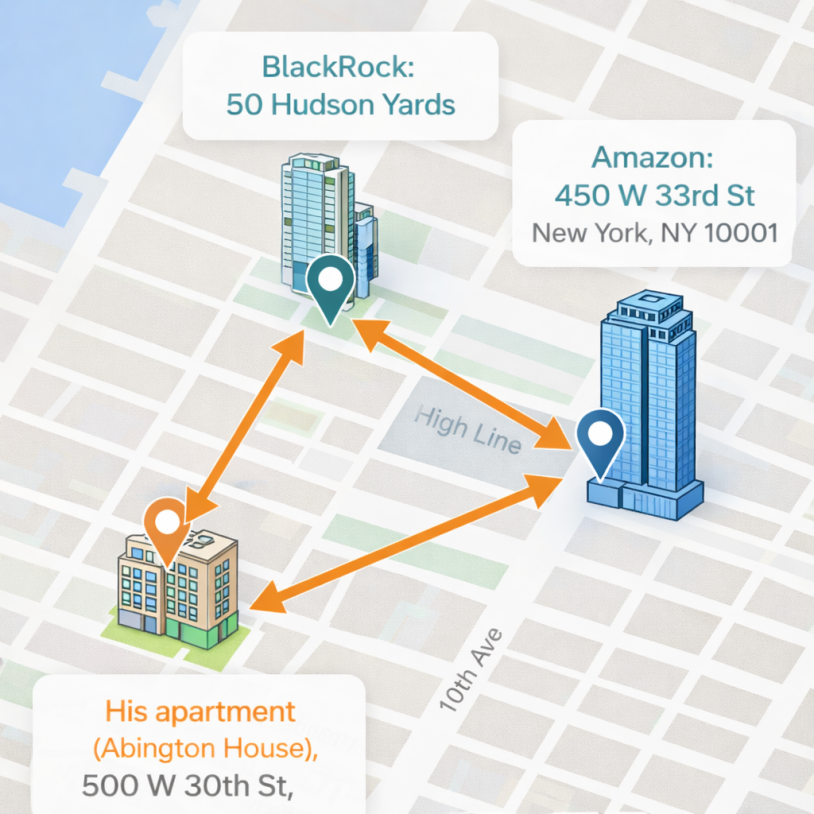 BlackRock:
50 Hudson Yards
Amazon:
450 W 33rd St
New York, NY 10001
High Line
10th Ave
His apartment
(Abington House),
500 W 30th St,